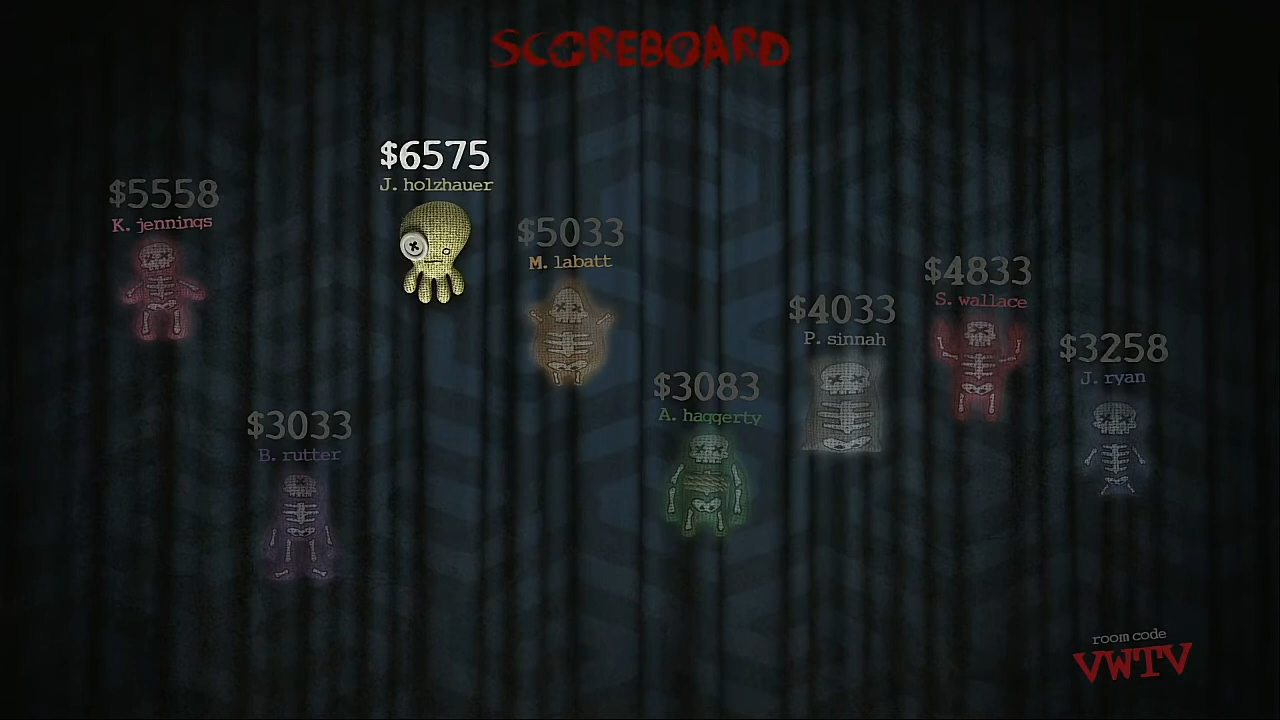 SCOREBOARD
$5558
K. jennings
$6575
J. holzhauer
$5033
M. labatt
$4833
S. wallace
$4033
P. sinnah
$3258
J. ryan
$3083
A. haggerty
$3033
B. rutter
room code
VWTV